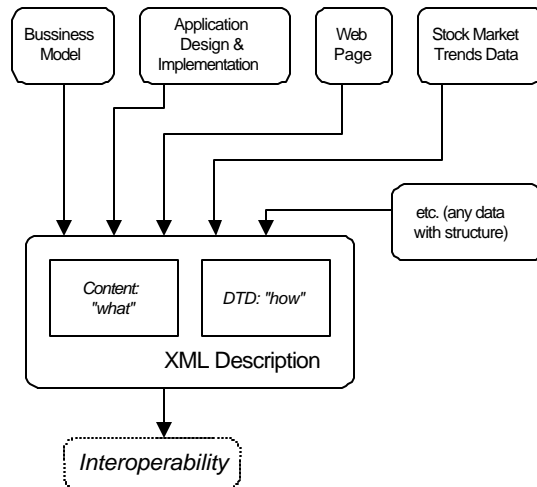 Bussiness
Model
Application
Design &
Implementation
Web
Page
Stock Market
Trends Data
etc. (any data
with structure)
Content:
"what"
DTD: "how"
XML Description
Interoperability